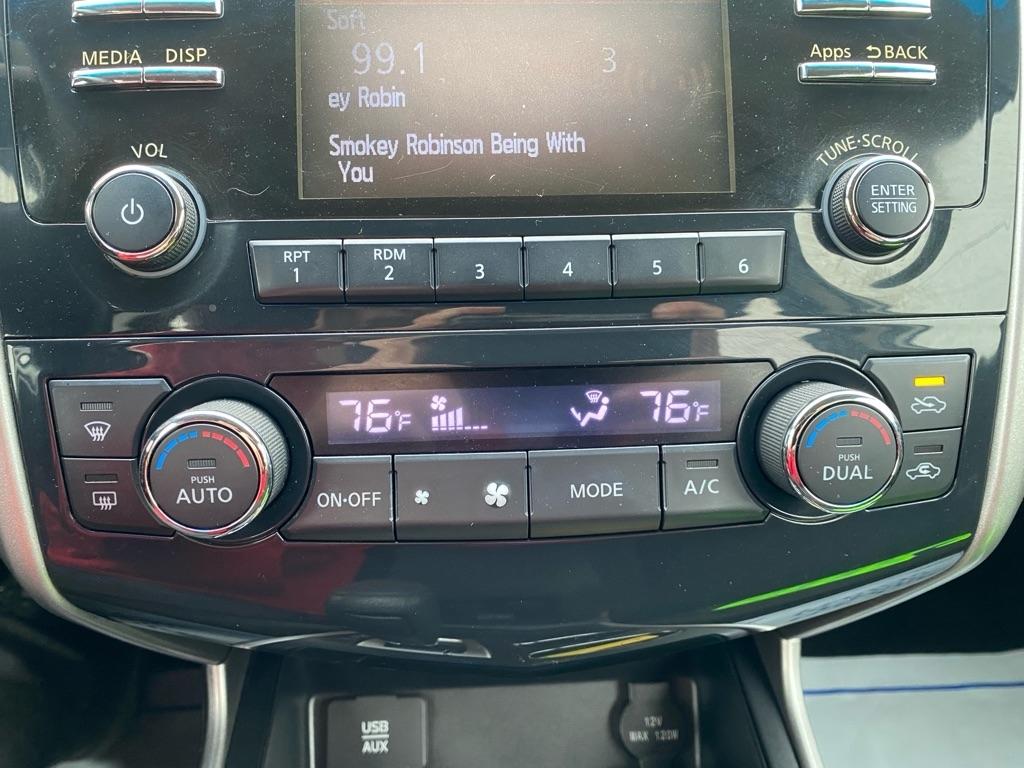 Soft
99.1 3
ey Robin
Smokey Robinson Being With
You
MEDIA DISP
Apps BACK
VOL
TUNE·SCROLL
ENTER
SETTING
RPT
1
RDM
2
3
4
5
6
76°F
76°F
PUSH
AUTO
ON·OFF
MODE
A/C
PUSH
DUAL
USB
AUX
12V
MAX 120W